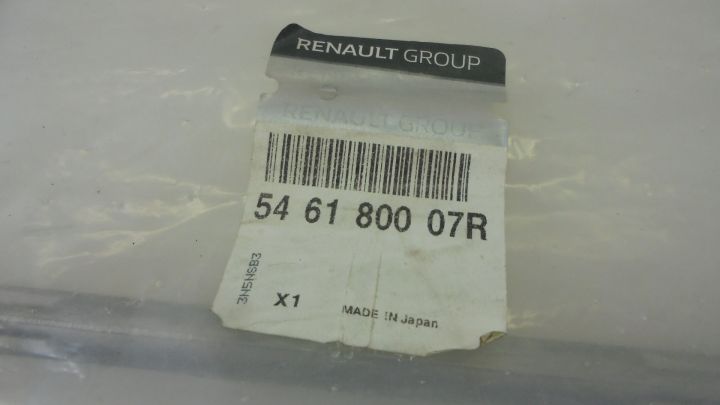 RENAULT GROUP
RENAULT GROUP
54 61 800 07R
3N5NSB3
X1
MADE IN Japan